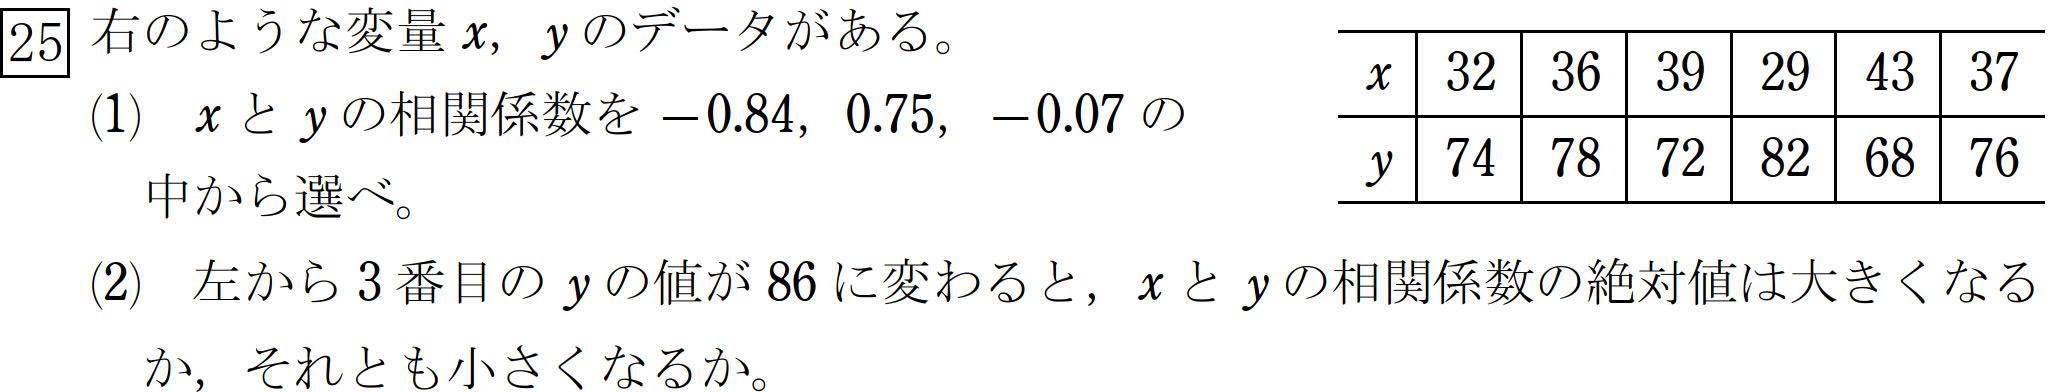 25 右のような変量 x, y のデータがある。
(1) x と y の相関係数を −0.84, 0.75, −0.07 の
中から選べ。
x 32 36 39 29 43 37
y 74 78 72 82 68 76
(2) 左から 3 番目の y の値が 86 に変わると, x と y の相関係数の絶対値は大きくなる
か, それとも小さくなるか。